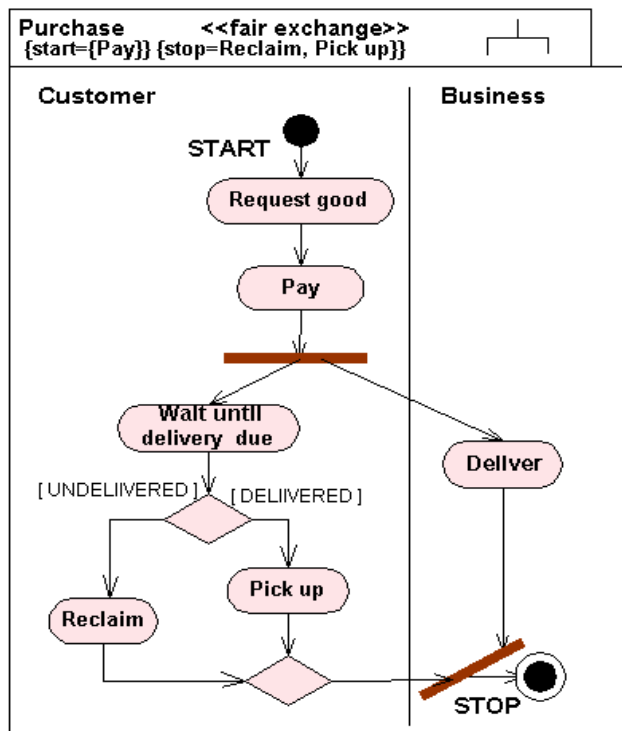 Purchase <<fair exchange>>
{start={Pay}} {stop=Reclaim, Pick up}}
Customer
Business
START
Request good
Pay
Wait until
delivery due
Deliver
[ UNDELIIVERED ]
[ DELIIVERED ]
Pick up
Reclaim
STOP